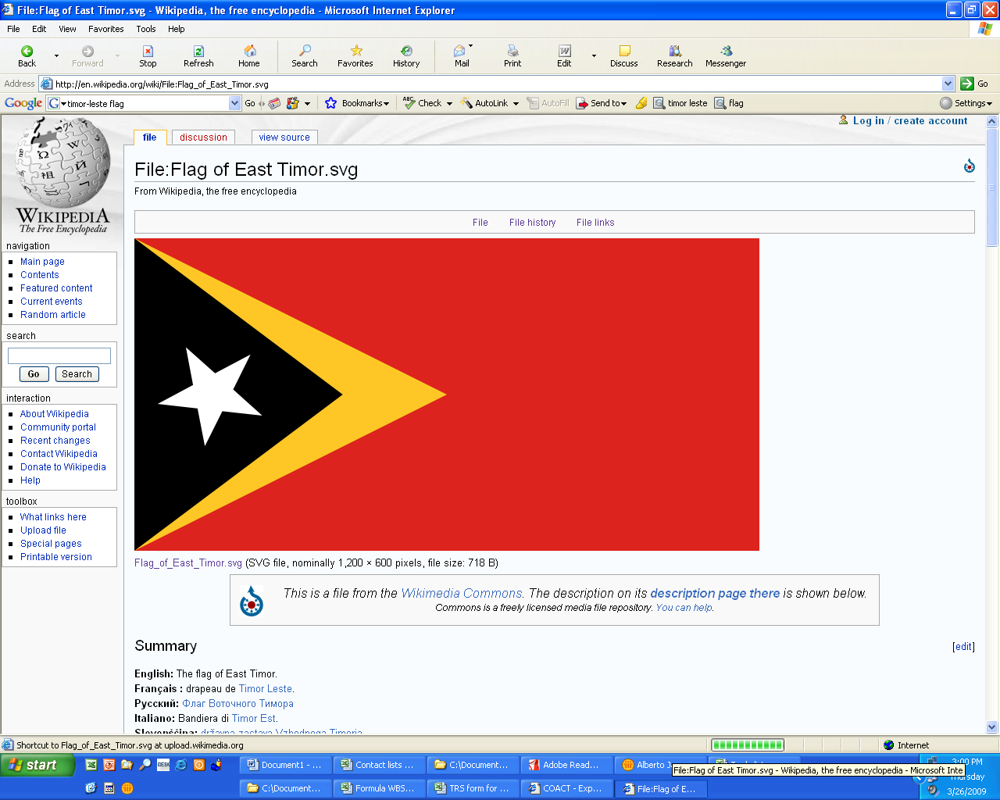 File:Flag of East Timor.svg - Wikipedia, the free encyclopedia - Microsoft Internet Explorer
File Edit View Favorites Tools Help
Back Forward Stop Refresh Home Search Favorites History Mail Print Edit Discuss Research Messenger
Address http://en.wikipedia.org/wiki/File:Flag_of_East_Timor.svg Go
Google G timor-leste flag Go Bookmarks ABC Check AutoLink AutoFill Send to timor leste flag Settings
Log in / create account
file discussion view source
File:Flag of East Timor.svg
From Wikipedia, the free encyclopedia
File File history File links
WIKIPEDIA
The Free Encyclopedia
navigation
Main page
Contents
Featured content
Current events
Random article
search
Go Search
interaction
About Wikipedia
Community portal
Recent changes
Contact Wikipedia
Donate to Wikipedia
Help
toolbox
What links here
Upload file
Special pages
Printable version
Flag_of_East_Timor.svg (SVG file, nominally 1,200 × 600 pixels, file size: 718 B)
This is a file from the Wikimedia Commons. The description on its description page there is shown below.
Commons is a freely licensed media file repository. You can help.
Summary [edit]
English: The flag of East Timor.
Français : drapeau de Timor Leste.
Русский: Флаг Воточного Тимора
Italiano: Bandiera di Timor Est.
Slovenščina: državna zastava Vzhodnega Timorja
Shortcut to Flag_of_East_Timor.svg at upload.wikimedia.org Internet
start Document1 - ... Contact lists ... C:\Document... Adobe Read... Alberto J 3:00 PM
File:Flag of East Timor.svg - Wikipedia, the free encyclopedia - Microsoft Inte
Thursday
C:\Document... Formula WBS... TRS form for ... COACT - Exp... File:Flag of E... 3/26/2009